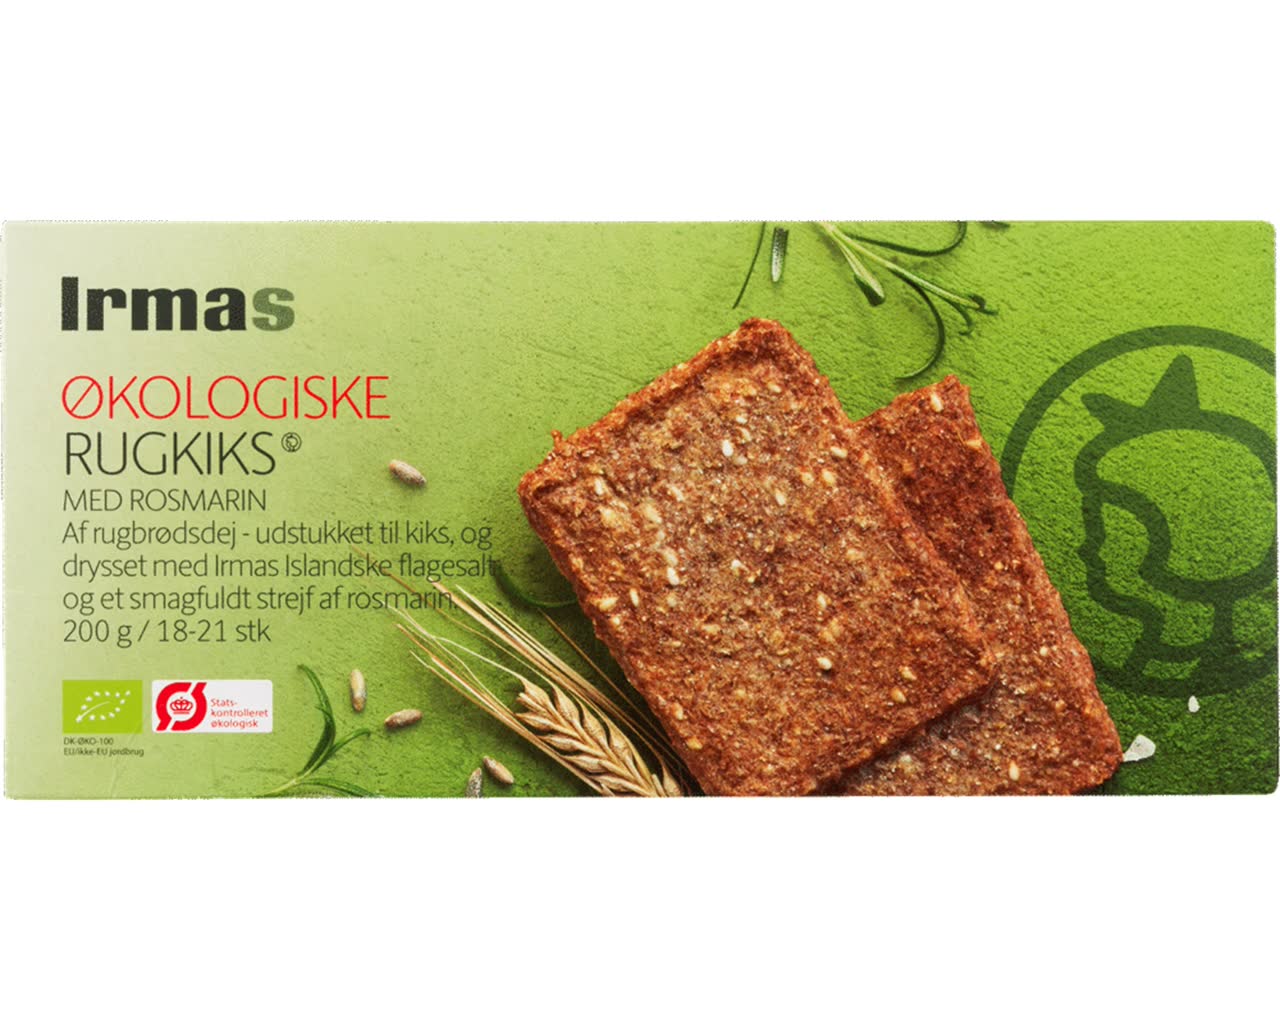 Irmas
ØKOLOGISKE
RUGKIKS©
MED ROSMARIN
Af rugbrødsdej - udstukket til kiks, og
drysset med Irmas Islandske flagesalt
og et smagfuldt strejf af rosmarin.
200 g / 18-21 stk
Ø
Stats-
kontrolleret
økologisk
DK-ØKO-100
EU/ikke-EU jordbrug